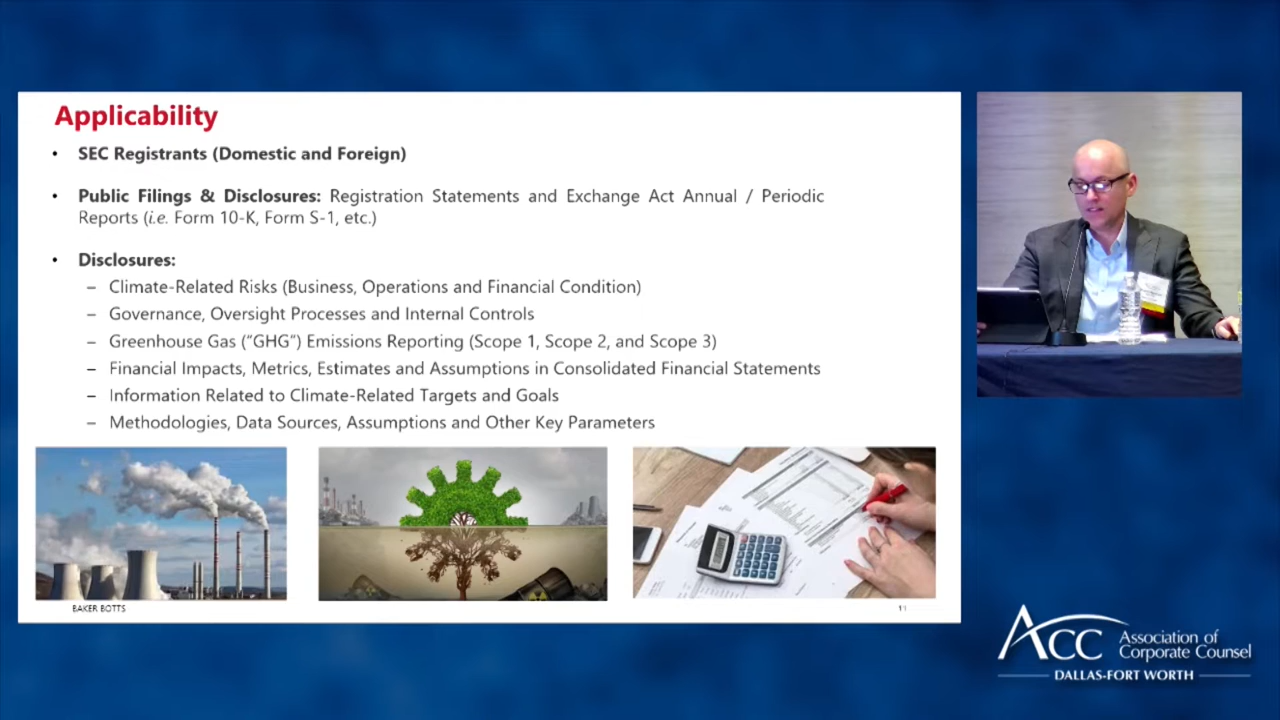 Applicability
• SEC Registrants (Domestic and Foreign)
• Public Filings & Disclosures: Registration Statements and Exchange Act Annual / Periodic
Reports (i.e. Form 10-K, Form S-1, etc.)
• Disclosures:
– Climate-Related Risks (Business, Operations and Financial Condition)
– Governance, Oversight Processes and Internal Controls
– Greenhouse Gas (“GHG”) Emissions Reporting (Scope 1, Scope 2, and Scope 3)
– Financial Impacts, Metrics, Estimates and Assumptions in Consolidated Financial Statements
– Information Related to Climate-Related Targets and Goals
– Methodologies, Data Sources, Assumptions and Other Key Parameters
BAKER BOTTS
11
ACC Association of
Corporate Counsel
DALLAS-FORT WORTH